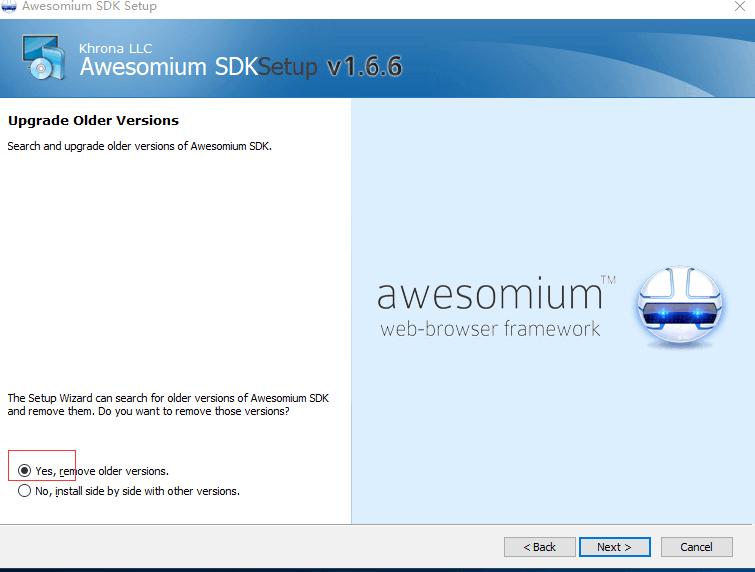 Awesomium SDK Setup
Khrona LLC
Awesomium SDKSetup v1.6.6
Upgrade Older Versions
Search and upgrade older versions of Awesomium SDK.
awesomium™
web-browser framework
The Setup Wizard can search for older versions of Awesomium SDK
and remove them. Do you want to remove those versions?
Yes, remove older versions.
No, install side by side with other versions.
< Back
Next >
Cancel